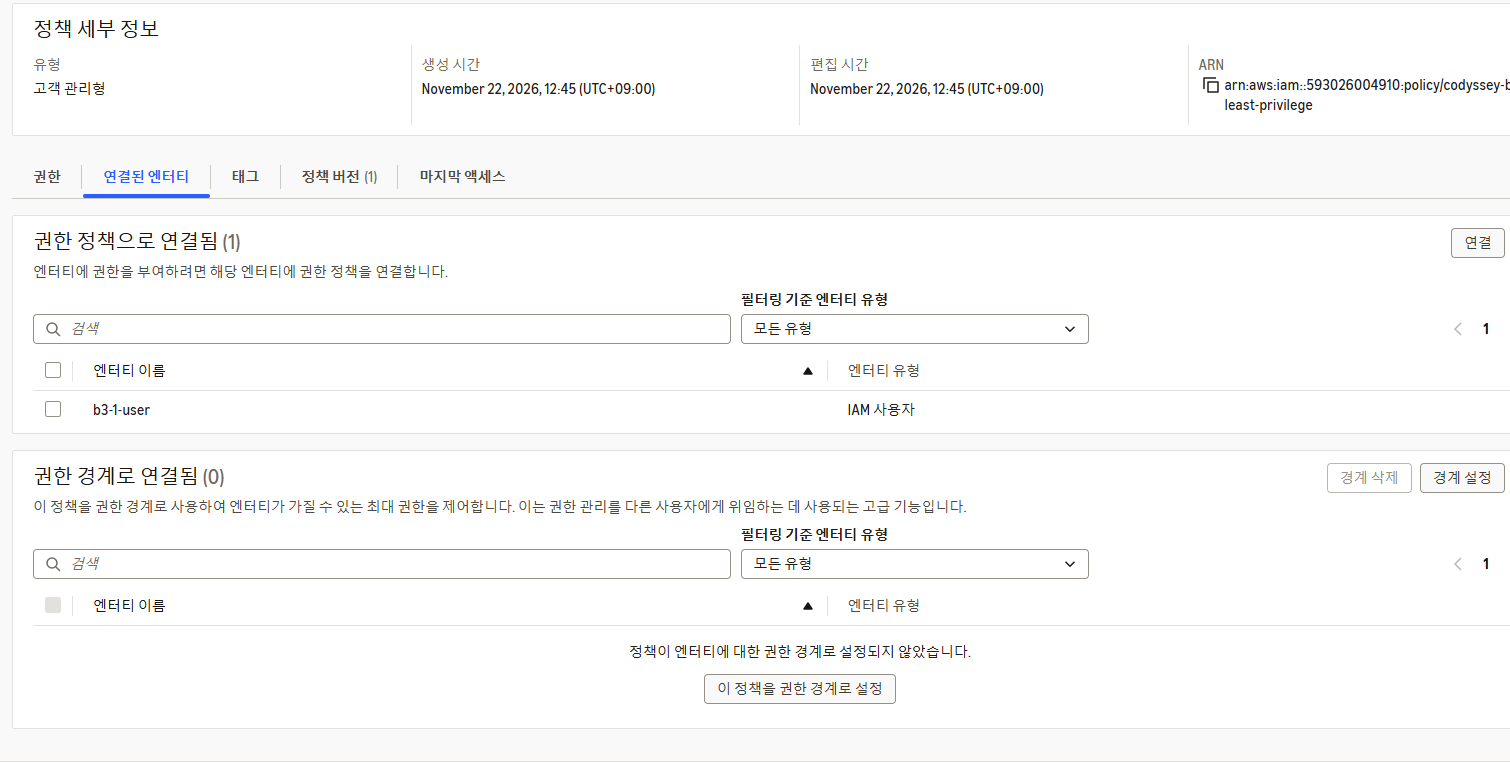 정책 세부 정보
유형
고객 관리형
생성 시간
November 22, 2026, 12:45 (UTC+09:00)
편집 시간
November 22, 2026, 12:45 (UTC+09:00)
ARN
arn:aws:iam::593026004910:policy/codyssey-b
least-privilege
권한
연결된 엔터티
태그
정책 버전 (1)
마지막 액세스
권한 정책으로 연결됨 (1)
연결
엔터티에 권한을 부여하려면 해당 엔터티에 권한 정책을 연결합니다.
필터링 기준 엔터티 유형
검색
모든 유형
1
엔터티 이름
엔터티 유형
b3-1-user
IAM 사용자
권한 경계로 연결됨 (0)
경계 삭제
경계 설정
이 정책을 권한 경계로 사용하여 엔터티가 가질 수 있는 최대 권한을 제어합니다. 이는 권한 관리를 다른 사용자에게 위임하는 데 사용되는 고급 기능입니다.
필터링 기준 엔터티 유형
검색
모든 유형
1
엔터티 이름
엔터티 유형
정책이 엔터티에 대한 권한 경계로 설정되지 않았습니다.
이 정책을 권한 경계로 설정